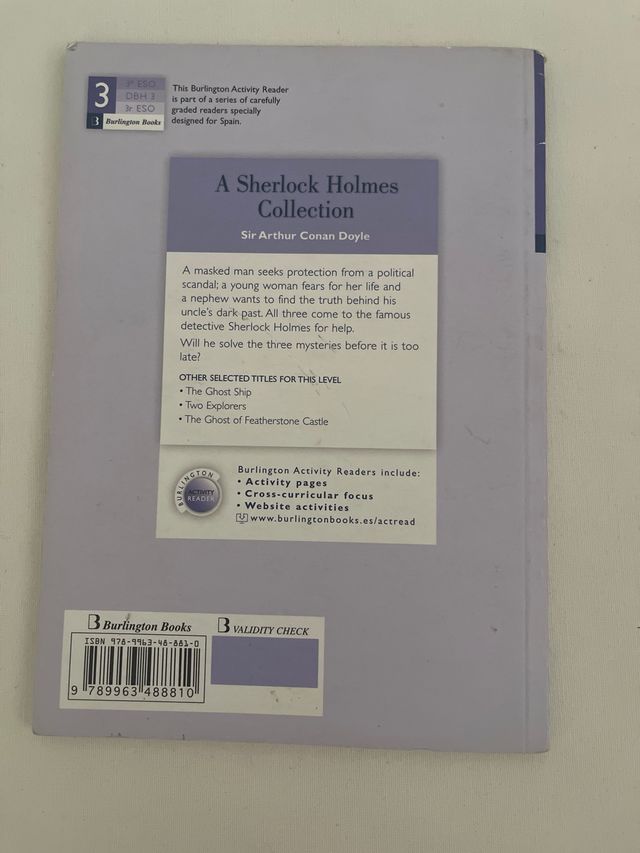 3
3º ESO
DBH 3
3r ESO
B Burlington Books
This Burlington Activity Reader
is part of a series of carefully
graded readers specially
designed for Spain.
A Sherlock Holmes
Collection
Sir Arthur Conan Doyle
A masked man seeks protection from a political
scandal; a young woman fears for her life and
a nephew wants to find the truth behind his
uncle's dark past. All three come to the famous
detective Sherlock Holmes for help.
Will he solve the three mysteries before it is too
late?
OTHER SELECTED TITLES FOR THIS LEVEL
• The Ghost Ship
• Two Explorers
• The Ghost of Featherstone Castle
BURLINGTON
ACTIVITY
READER
Burlington Activity Readers include:
• Activity pages
• Cross-curricular focus
• Website activities
www.burlingtonbooks.es/actread
B Burlington Books
B VALIDITY CHECK
ISBN 978-9963-48-881-0
9 789963 488810